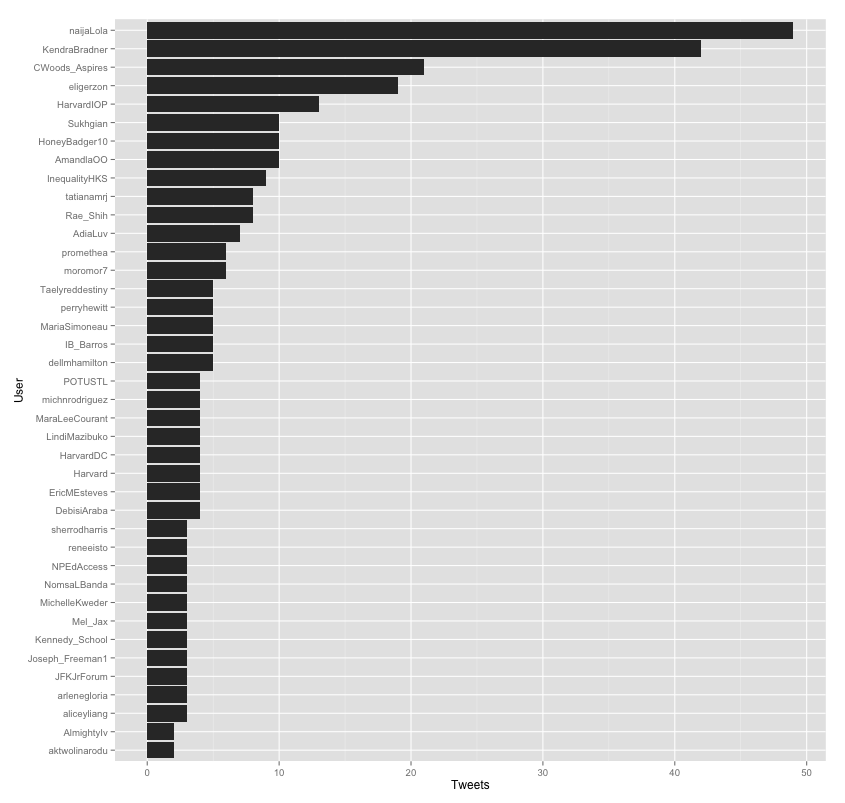 naijaLola
KendraBradner
CWoods_Aspires
eligerzon
HarvardIOP
Sukhgian
HoneyBadger10
AmandlaOO
InequalityHKS
tatianamrj
Rae_Shih
AdiaLuv
promethea
moromor7
Taelyreddestiny
perryhewitt
MariaSimoneau
IB_Barros
dellmhamilton
POTUSTL
michnrodriguez
MaraLeeCourant
LindiMazibuko
HarvardDC
Harvard
EricMEsteves
DebisiAraba
sherrodharris
reneeisto
NPEdAccess
NomsaLBanda
MichelleKweder
Mel_Jax
Kennedy_School
Joseph_Freeman1
JFKJrForum
arlenegloria
aliceyliang
AlmightyIv
aktwolinarodu
User
0 10 20 30 40 50
Tweets